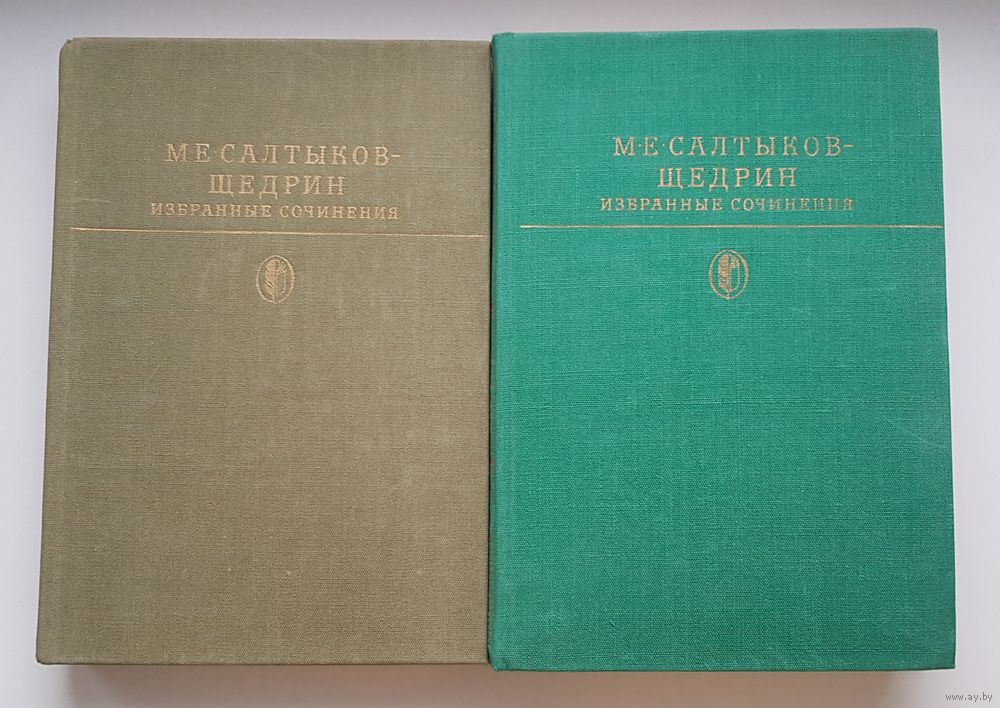 М·Е·САЛТЫКОВ-
ЩЕДРИН
ИЗБРАННЫЕ СОЧИНЕНИЯ
М·Е·САЛТЫКОВ-
ЩЕДРИН
ИЗБРАННЫЕ СОЧИНЕНИЯ
www.ay.by